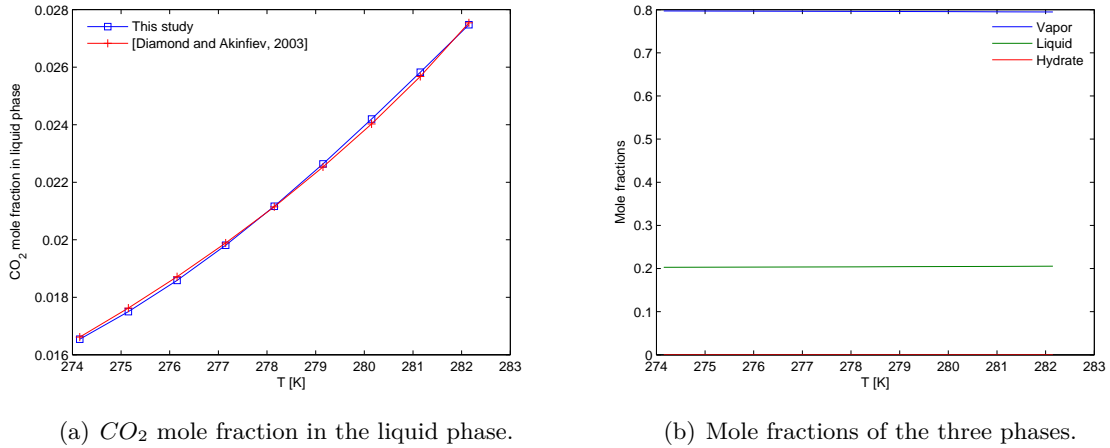 0.028
0.026
0.024
0.022
0.02
0.018
0.016
CO2 mole fraction in liquid phase
This study
[Diamond and Akinfiev, 2003]
274 275 276 277 278 279 280 281 282 283
T [K]
(a) CO2 mole fraction in the liquid phase.
0.8
0.7
0.6
0.5
0.4
0.3
0.2
0.1
0
Mole fractions
Vapor
Liquid
Hydrate
274 275 276 277 278 279 280 281 282 283
T [K]
(b) Mole fractions of the three phases.